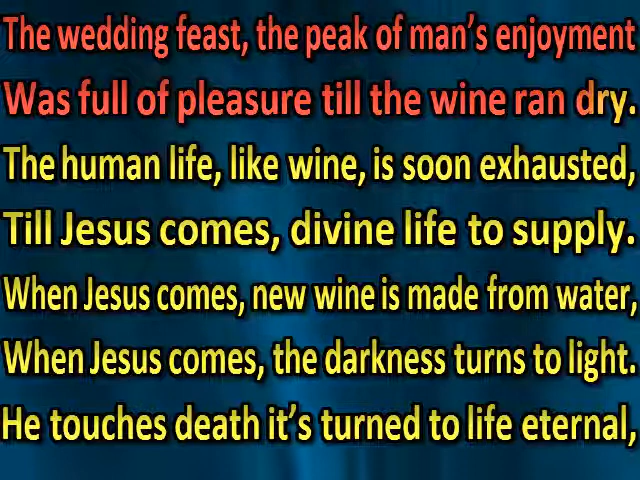 The wedding feast, the peak of man’s enjoyment
Was full of pleasure till the wine ran dry.
The human life, like wine, is soon exhausted,
Till Jesus comes, divine life to supply.
When Jesus comes, new wine is made from water,
When Jesus comes, the darkness turns to light.
He touches death it’s turned to life eternal,